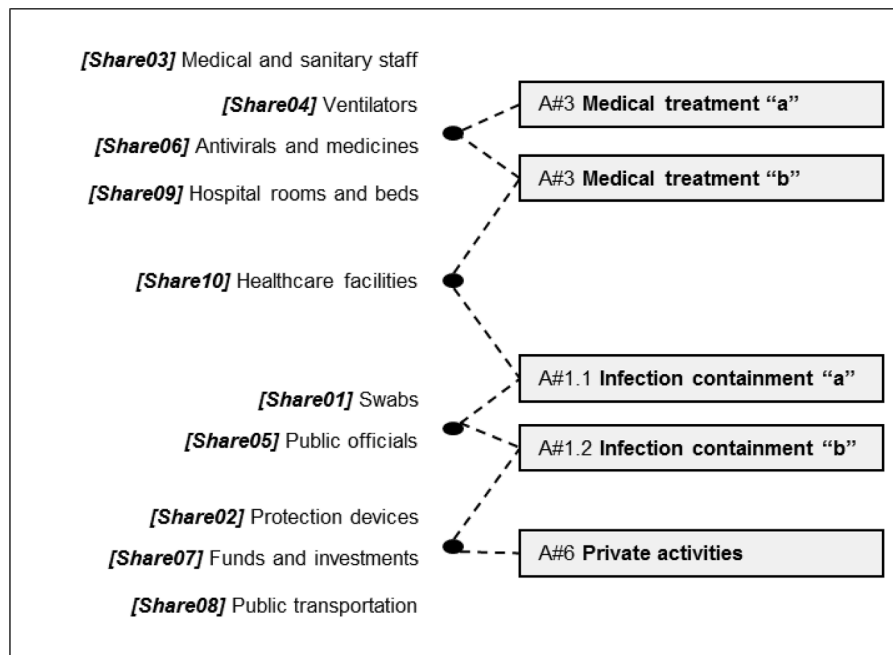 [Share03] Medical and sanitary staff
[Share04] Ventilators
A#3 Medical treatment “a”
[Share06] Antivirals and medicines
A#3 Medical treatment “b”
[Share09] Hospital rooms and beds
[Share10] Healthcare facilities
A#1.1 Infection containment “a”
[Share01] Swabs
[Share05] Public officials
A#1.2 Infection containment “b”
[Share02] Protection devices
[Share07] Funds and investments
A#6 Private activities
[Share08] Public transportation